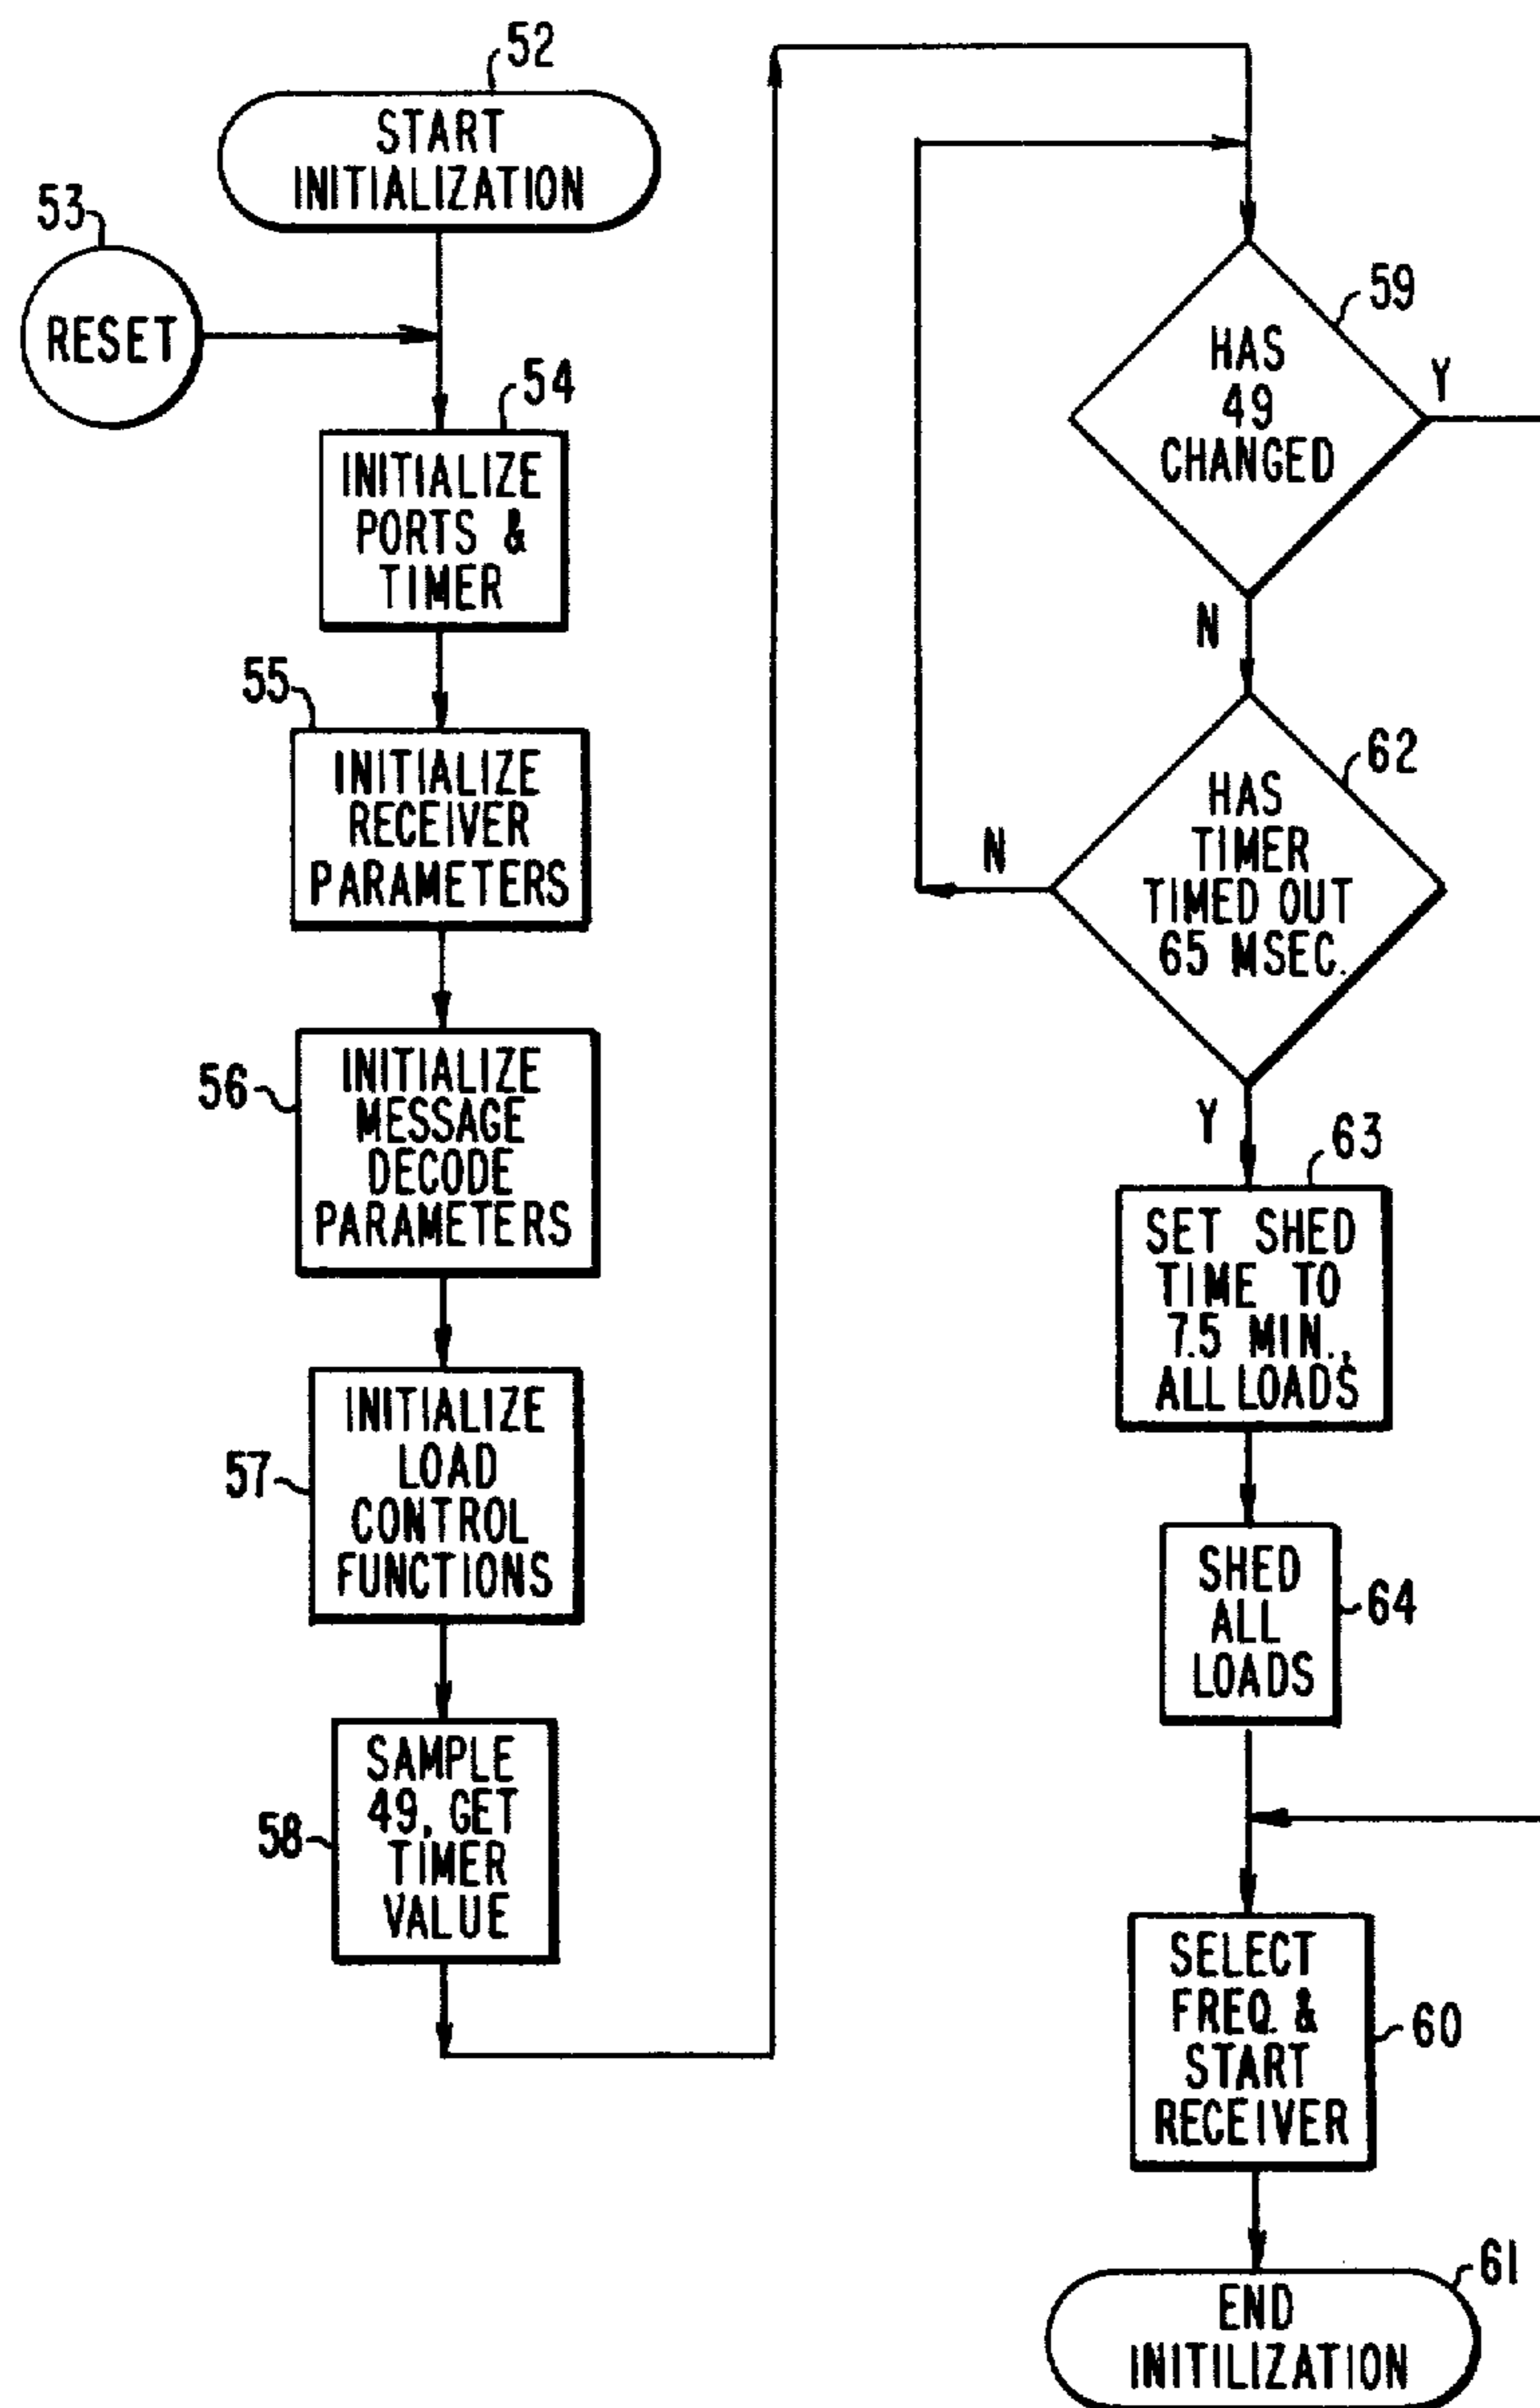 52
START
INITIALIZATION
53
RESET
54
INITIALIZE
PORTS &
TIMER
55
INITIALIZE
RECEIVER
PARAMETERS
56
INITIALIZE
MESSAGE
DECODE
PARAMETERS
57
INITIALIZE
LOAD
CONTROL
FUNCTIONS
58
SAMPLE
49, GET
TIMER
VALUE
59
HAS
49
CHANGED
Y
N
62
HAS
TIMER
TIMED OUT
65 MSEC.
N
Y
63
SET SHED
TIME TO
7.5 MIN.,
ALL LOADS
64
SHED
ALL
LOADS
SELECT
FREQ. &
START
RECEIVER
60
61
END
INITILIZATION